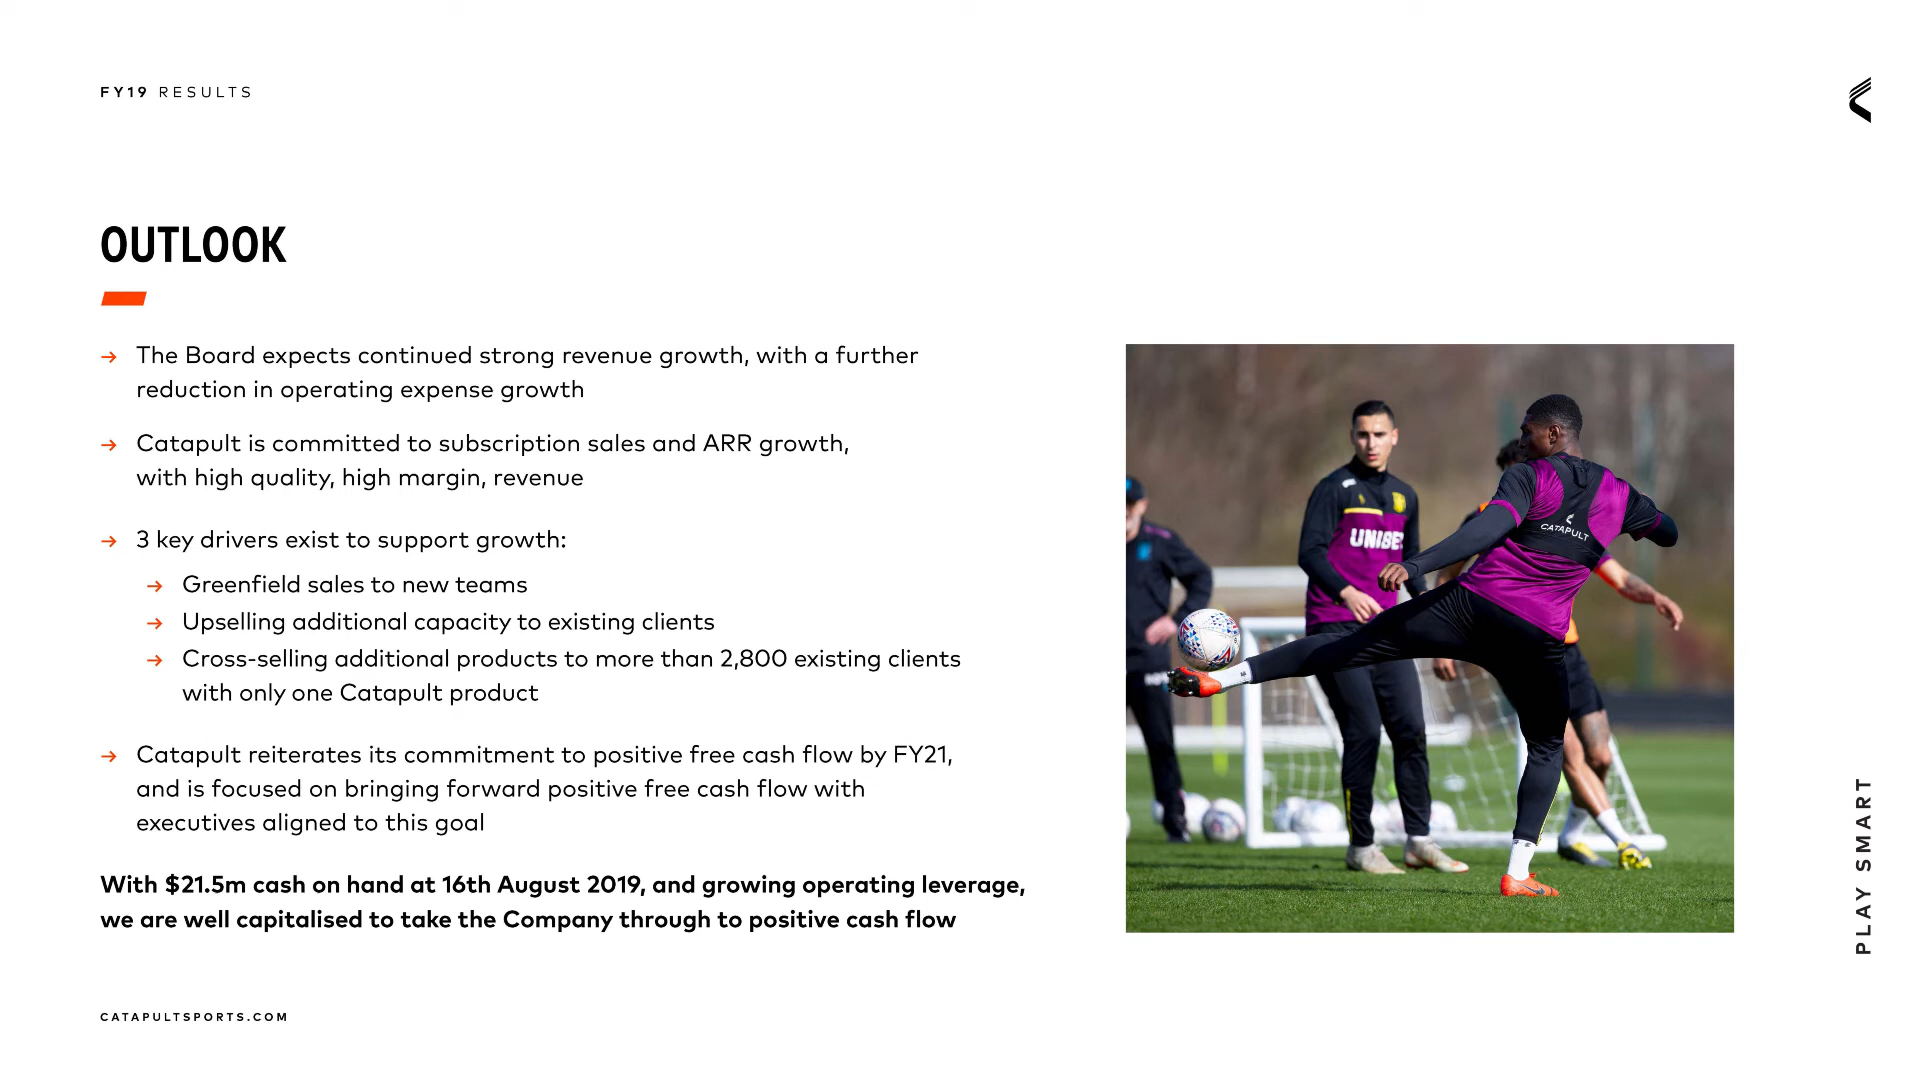 FY19 RESULTS
OUTLOOK
→ The Board expects continued strong revenue growth, with a further
reduction in operating expense growth
→ Catapult is committed to subscription sales and ARR growth,
with high quality, high margin, revenue
→ 3 key drivers exist to support growth:
→ Greenfield sales to new teams
→ Upselling additional capacity to existing clients
→ Cross-selling additional products to more than 2,800 existing clients
with only one Catapult product
→ Catapult reiterates its commitment to positive free cash flow by FY21,
and is focused on bringing forward positive free cash flow with
executives aligned to this goal
With $21.5m cash on hand at 16th August 2019, and growing operating leverage,
we are well capitalised to take the Company through to positive cash flow
UNIBET
CATAPULT
PLAY SMART
CATAPULTSPORTS.COM